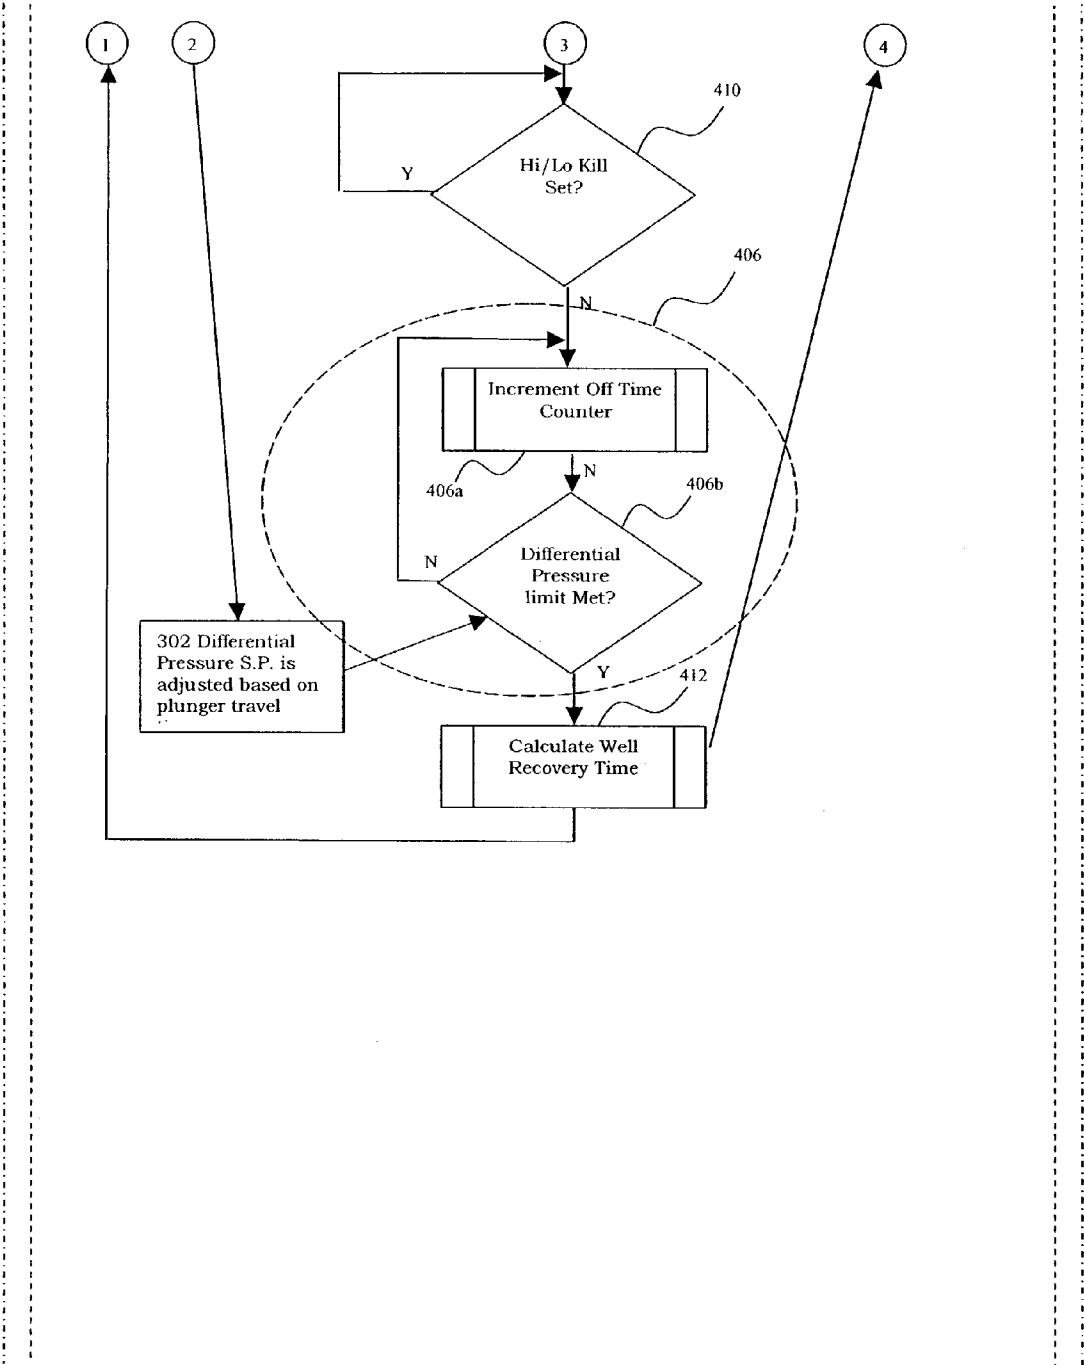 1
2
3
4
410
Hi/Lo Kill
Set?
Y
406
N
Increment Off Time
Counter
N
406a
406b
N
Differential
Pressure
limit Met?
302 Differential
Pressure S.P. is
adjusted based on
plunger travel
Y
412
Calculate Well
Recovery Time